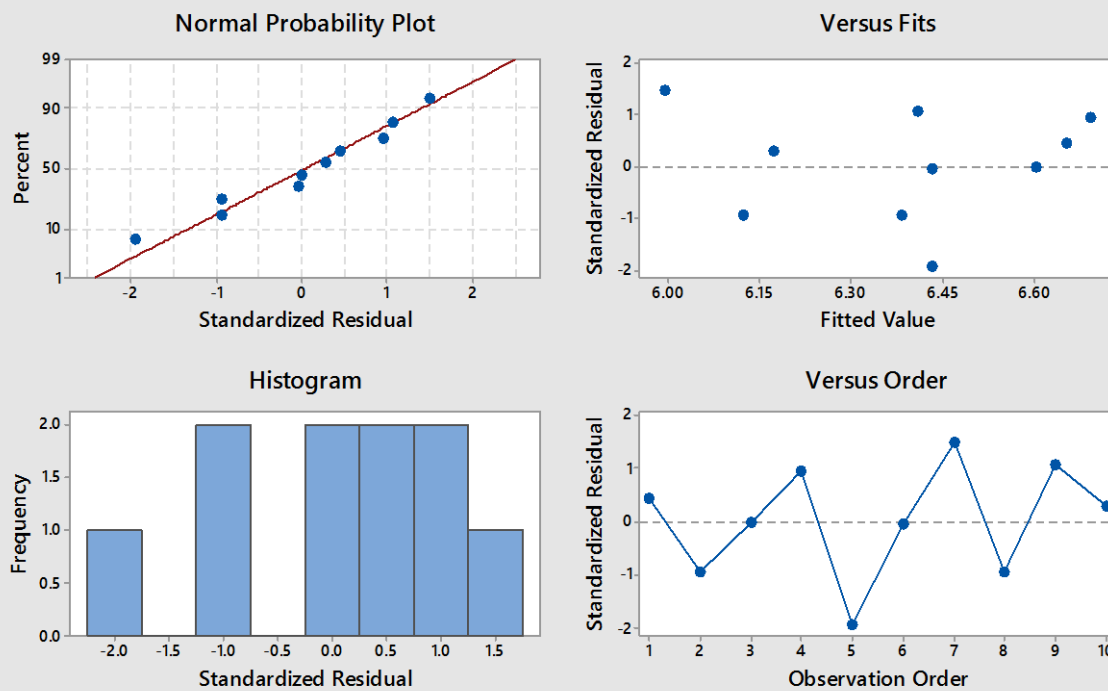 Normal Probability Plot
99
90
50
10
1
Percent
-2 -1 0 1 2
Standardized Residual
Versus Fits
2
1
0
-1
-2
Standardized Residual
6.00 6.15 6.30 6.45 6.60
Fitted Value
Histogram
2.0
1.5
1.0
0.5
0.0
Frequency
-2.0 -1.5 -1.0 -0.5 0.0 0.5 1.0 1.5
Standardized Residual
Versus Order
2
1
0
-1
-2
Standardized Residual
1 2 3 4 5 6 7 8 9 10
Observation Order